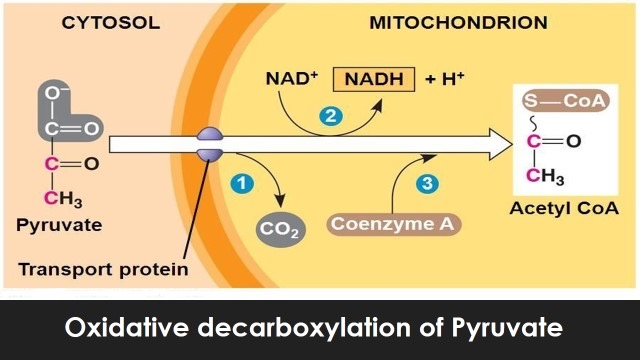 CYTOSOL
MITOCHONDRION
NAD⁺ NADH + H⁺
2
O⁻
C=O
C=O
CH₃
Pyruvate
Transport protein
1
CO₂
3
Coenzyme A
S—CoA
C=O
CH₃
Acetyl CoA
Oxidative decarboxylation of Pyruvate